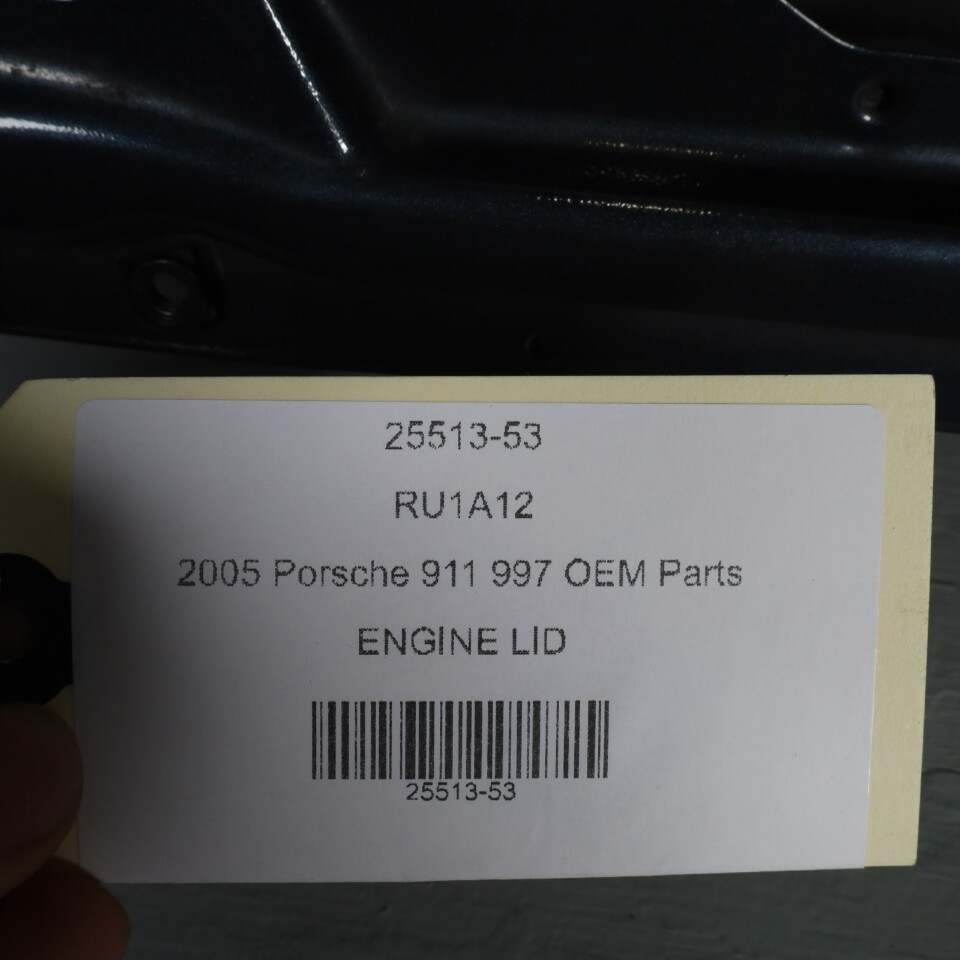 25513-53
RU1A12
2005 Porsche 911 997 OEM Parts
ENGINE LID
25513-53